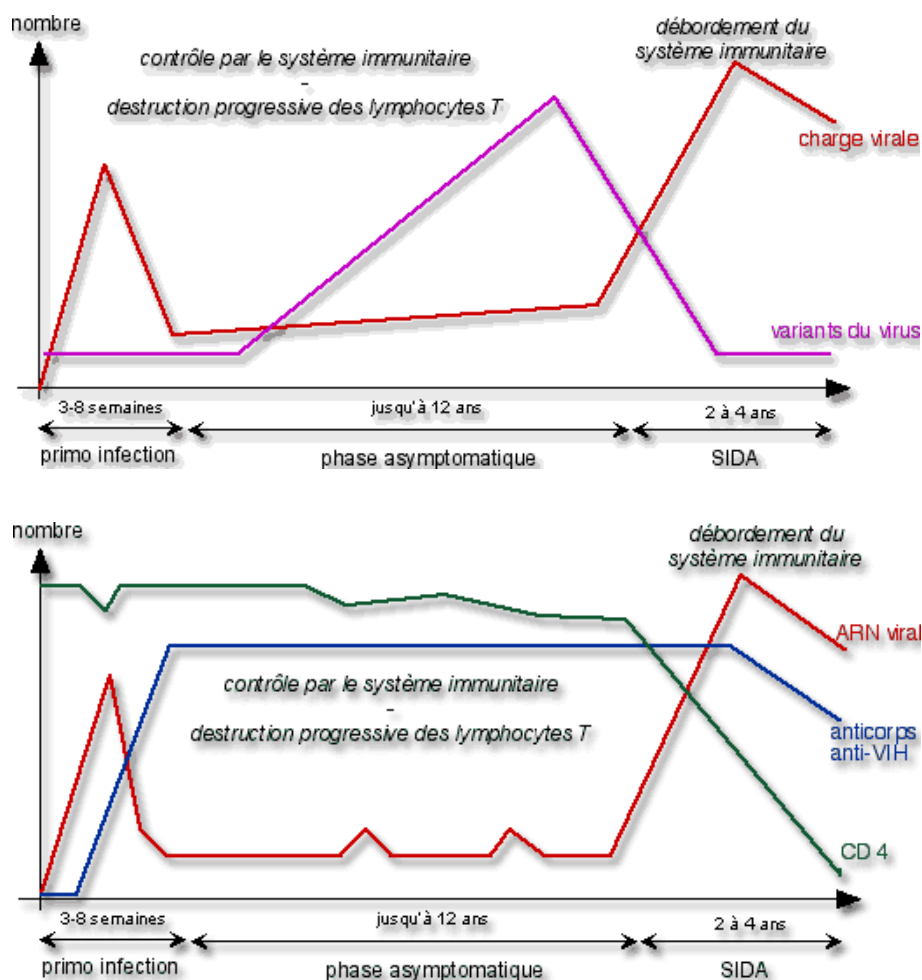 nombre
débordement du
système immunitaire
contrôle par le système immunitaire
-
destruction progressive des lymphocytes T
charge virale
variants du virus
3-8 semaines
jusqu'à 12 ans
2 à 4 ans
primo infection
phase asymptomatique
SIDA
nombre
débordement du
système immunitaire
ARN viral
contrôle par le système immunitaire
-
destruction progressive des lymphocytes T
anticorps
anti-VIH
CD 4
3-8 semaines
jusqu'à 12 ans
2 à 4 ans
primo infection
phase asymptomatique
SIDA